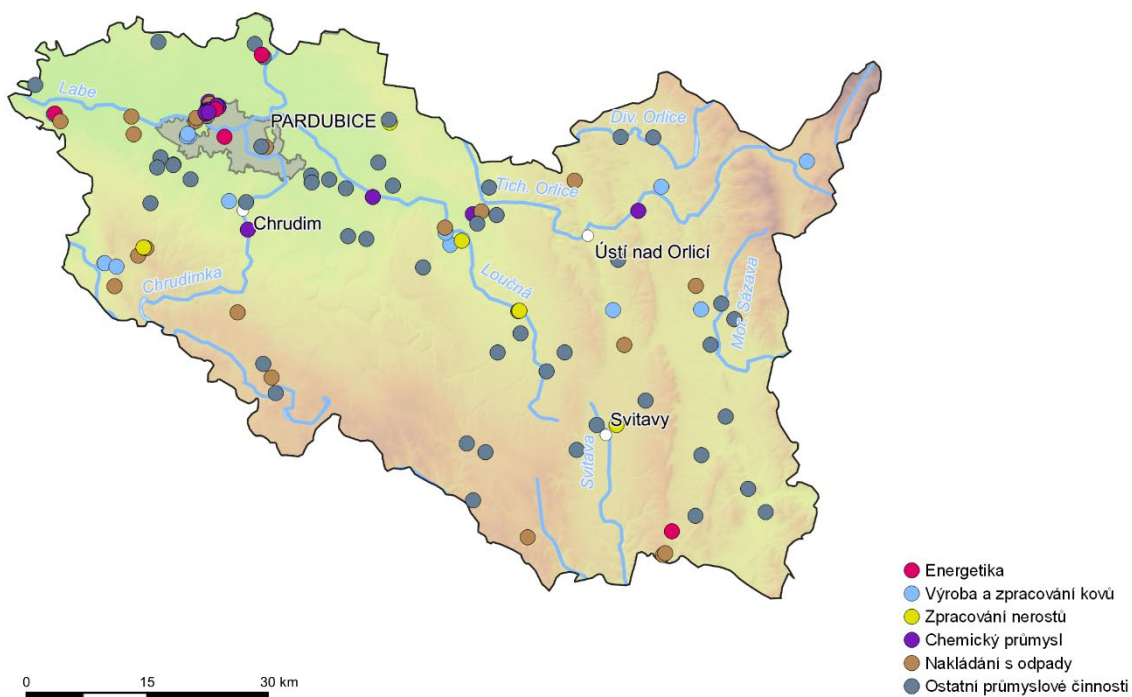 Labe
PARDUBICE
Div. Orlice
Tich. Orlice
Chrudim
Ústí nad Orlicí
Chrudimka
Loučná
Mor. Sázava
Svitavy
Svitava
Energetika
Výroba a zpracování kovů
Zpracování nerostů
Chemický průmysl
Nakládání s odpady
Ostatní průmyslové činnosti
0 15 30 km